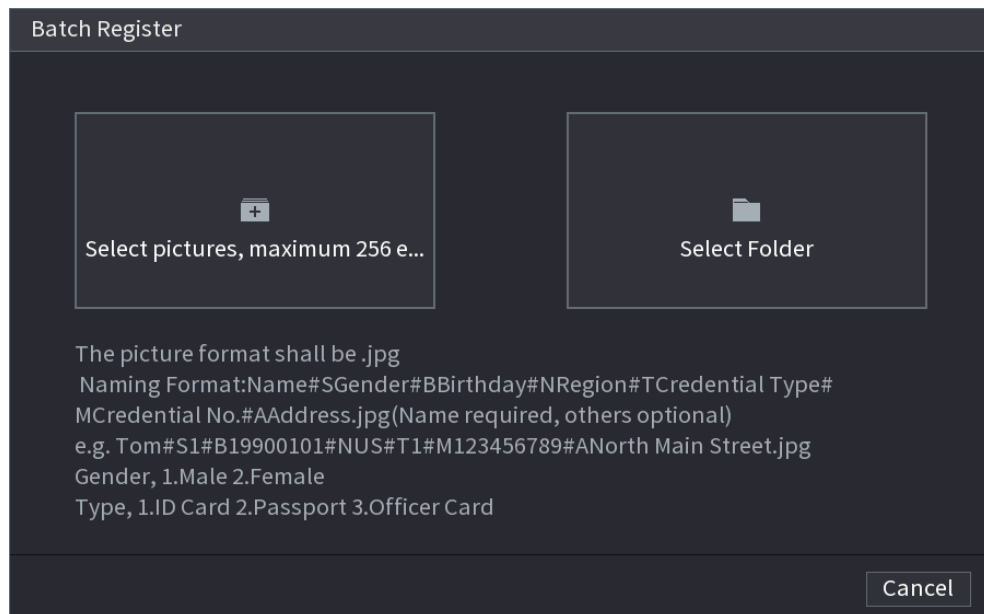 Batch Register
Select pictures, maximum 256 e...
Select Folder
The picture format shall be .jpg
Naming Format:Name#SGender#BBirthday#NRegion#TCredential Type#
MCredential No.#AAddress.jpg(Name required, others optional)
e.g. Tom#S1#B19900101#NUS#T1#M123456789#ANorth Main Street.jpg
Gender, 1.Male 2.Female
Type, 1.ID Card 2.Passport 3.Officer Card
Cancel